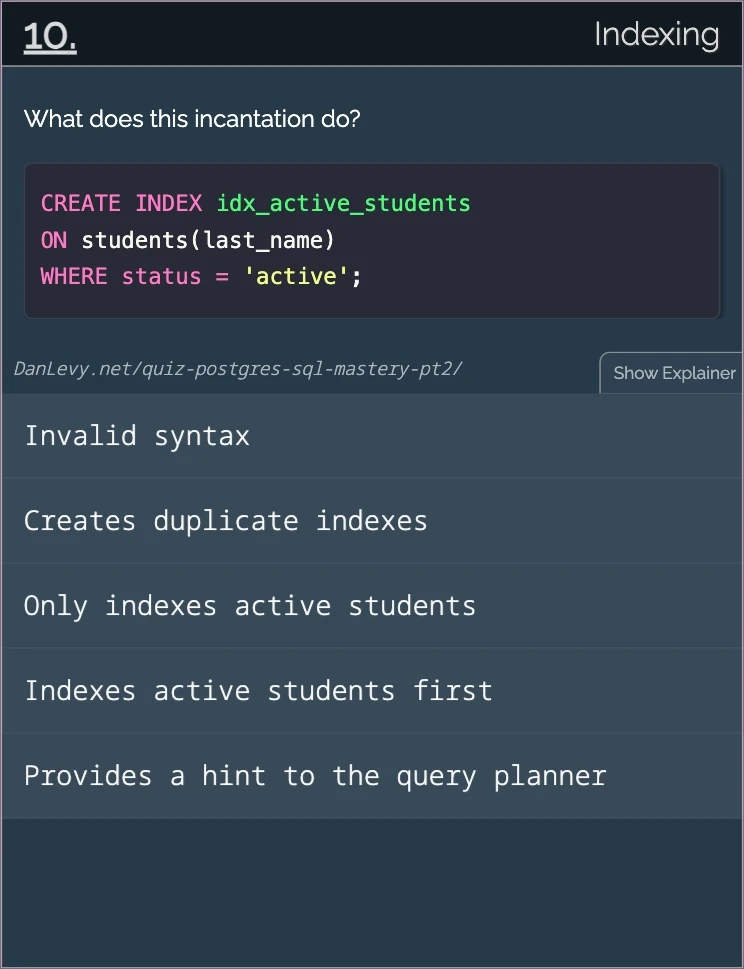 10.
Indexing
What does this incantation do?
CREATE INDEX idx_active_students
ON students(last_name)
WHERE status = 'active';
DanLevy.net/quiz-postgres-sql-mastery-pt2/
Show Explainer
Invalid syntax
Creates duplicate indexes
Only indexes active students
Indexes active students first
Provides a hint to the query planner